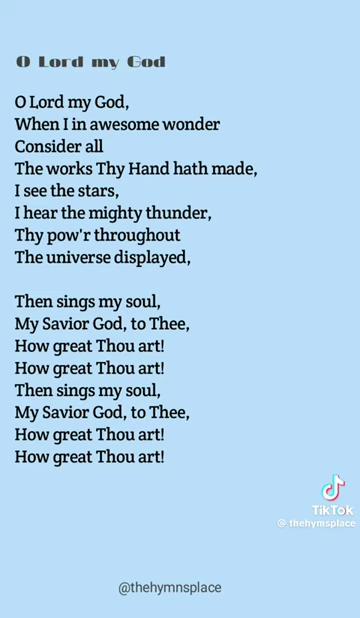 O Lord my God
O Lord my God,
When I in awesome wonder
Consider all
The works Thy Hand hath made,
I see the stars,
I hear the mighty thunder,
Thy pow'r throughout
The universe displayed,
Then sings my soul,
My Savior God, to Thee,
How great Thou art!
How great Thou art!
Then sings my soul,
My Savior God, to Thee,
How great Thou art!
How great Thou art!
TikTok
@ thehymsplace
@thehymnsplace